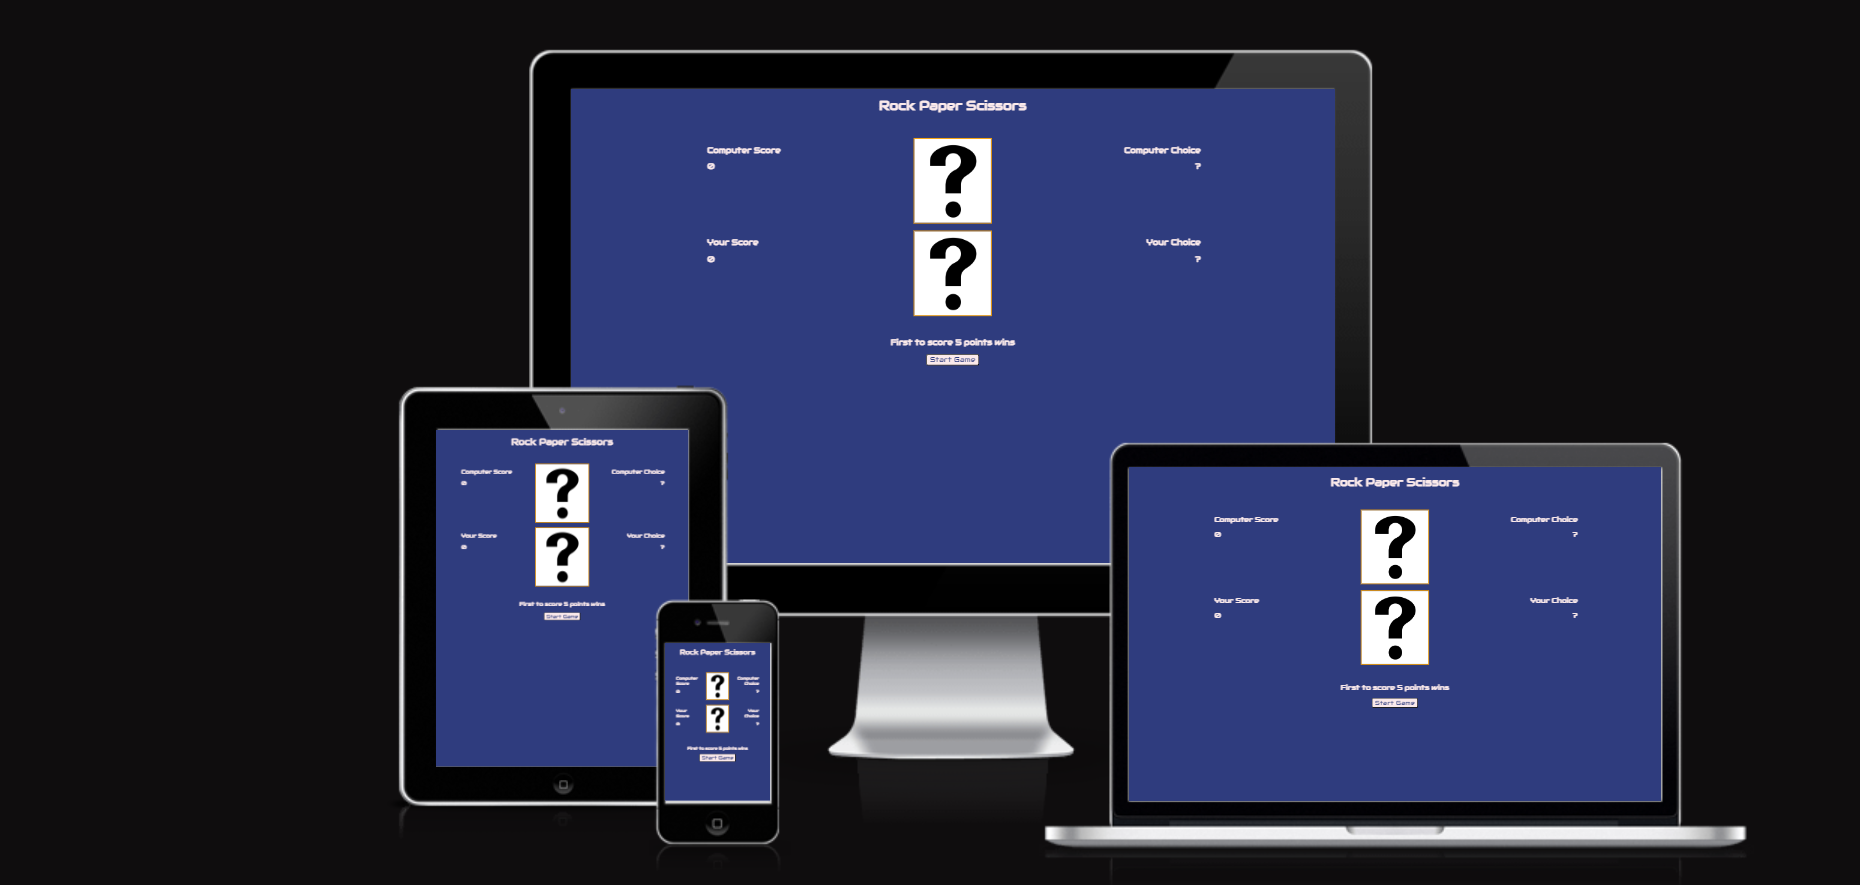 Rock Paper Scissors
Computer Score
Computer Choice
0
?
?
Your Score
Your Choice
0
?
?
First to score 5 points wins
Start Game
Rock Paper Scissors
Computer Score
Computer Choice
0
?
?
Your Score
Your Choice
0
?
?
First to score 5 points wins
Start Game
Rock Paper Scissors
Computer
Score
Computer
Choice
0
?
?
Your
Score
Your
Choice
0
?
?
First to score 5 points wins
Start Game
Rock Paper Scissors
Computer Score
Computer Choice
0
?
?
Your Score
Your Choice
0
?
?
First to score 5 points wins
Start Game